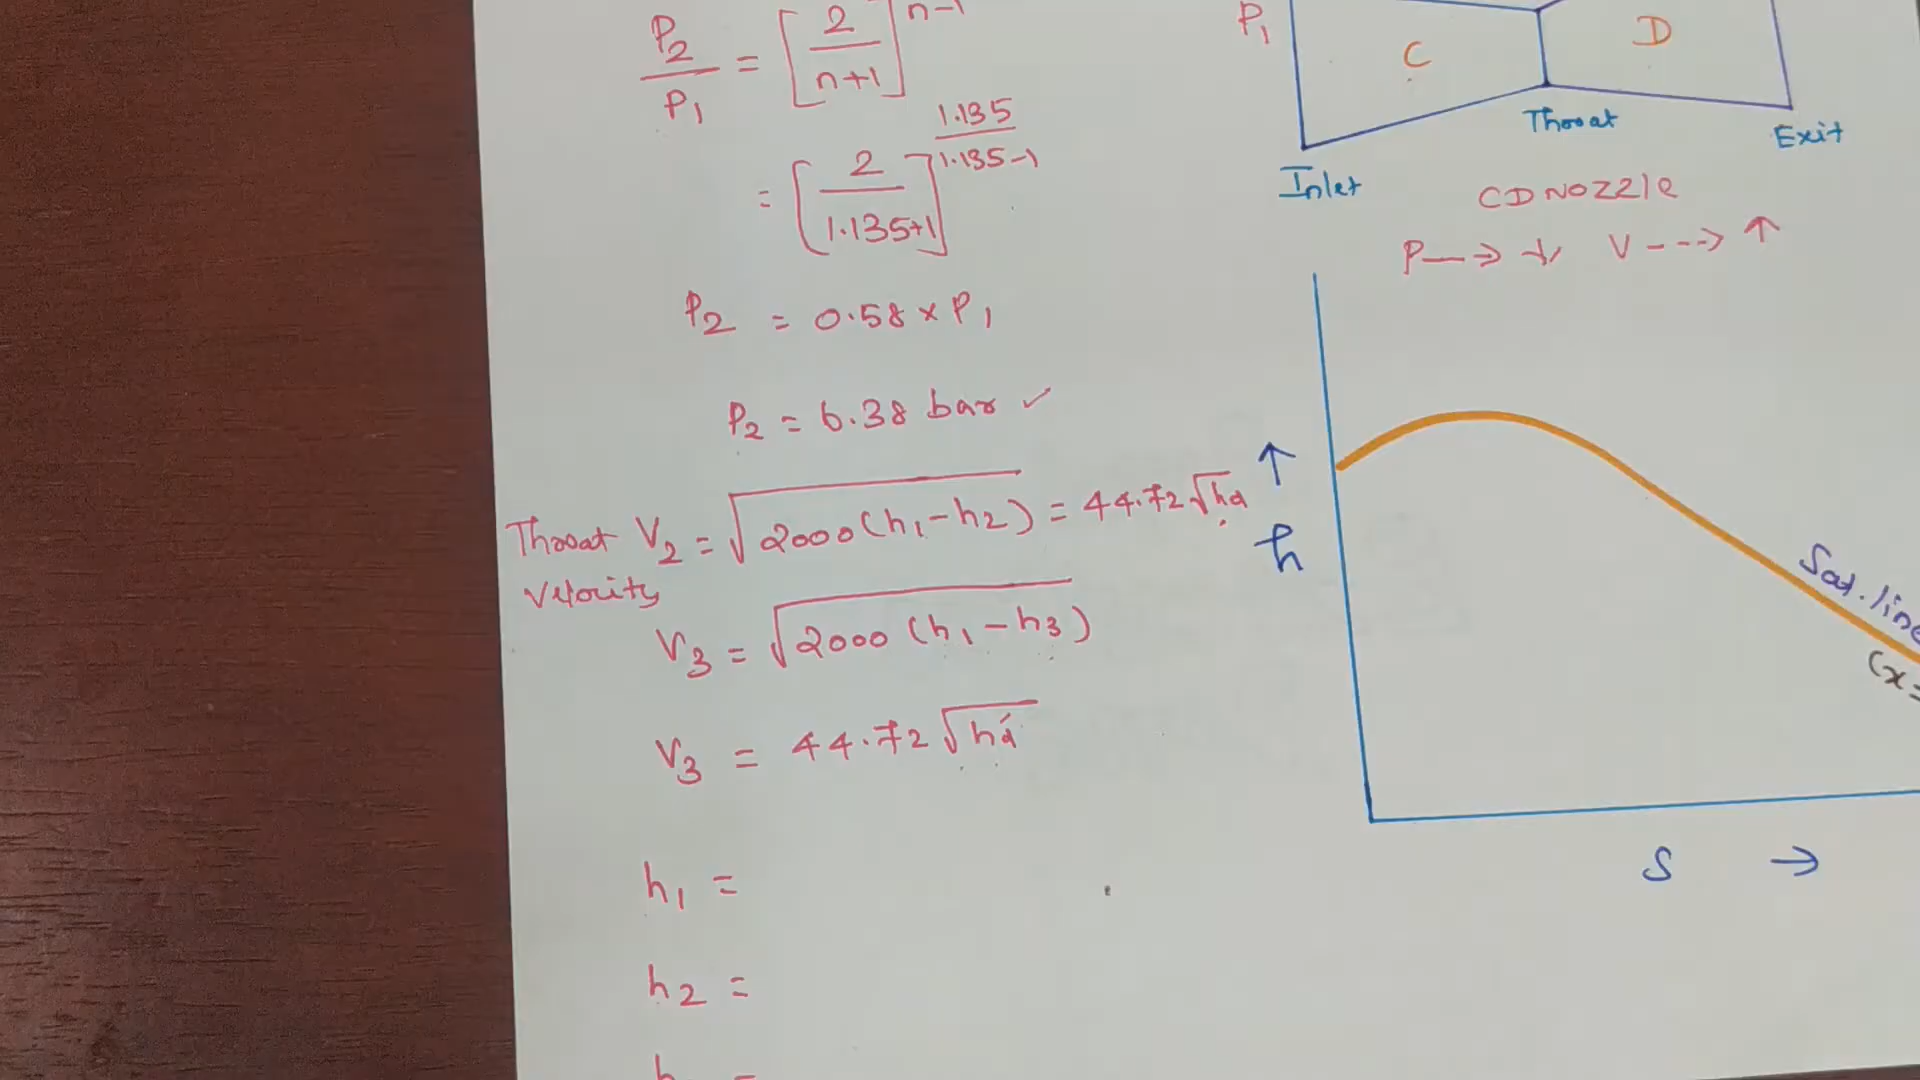 P2/P1 = [2/n+1] n-1
= [2/1.135+1] 1.135/1.135-1
P2 = 0.58 x P1
P2 = 6.38 bar ✓
Throat V2 = √2000(h1-h2) = 44.72√hd
Velocity
V3 = √2000 (h1-h3)
V3 = 44.72√hd'
h1 =
h2 =
P1
C
D
Throat
Exit
Inlet
CD NOZZle
P—→ ↓ V---→ ↑
↑
h
Sat.line
(x=
S →